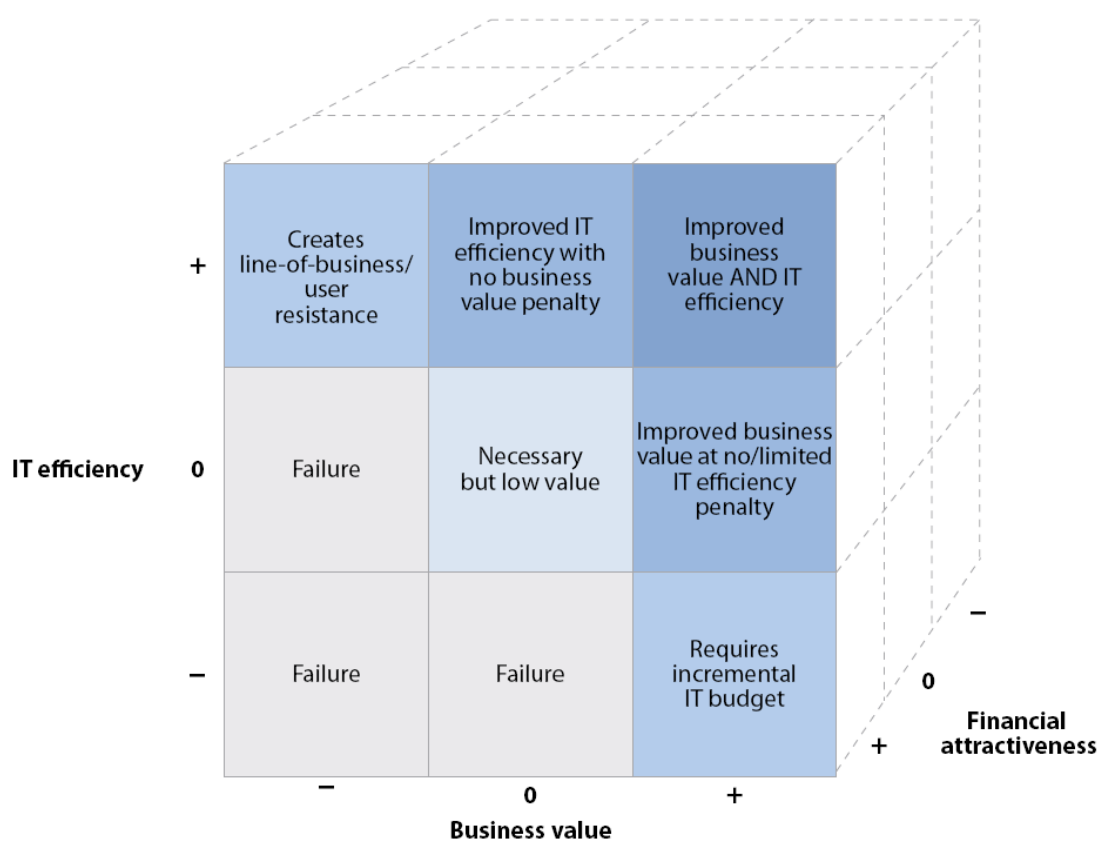 Creates
line-of-business/
user
resistance
Improved IT
efficiency with
no business
value penalty
Improved
business
value AND IT
efficiency
+
IT efficiency
0
Failure
Necessary
but low value
Improved business
value at no/limited
IT efficiency
penalty
–
Failure
Failure
Requires
incremental
IT budget
–
0
+
Business value
+
0
–
Financial
attractiveness